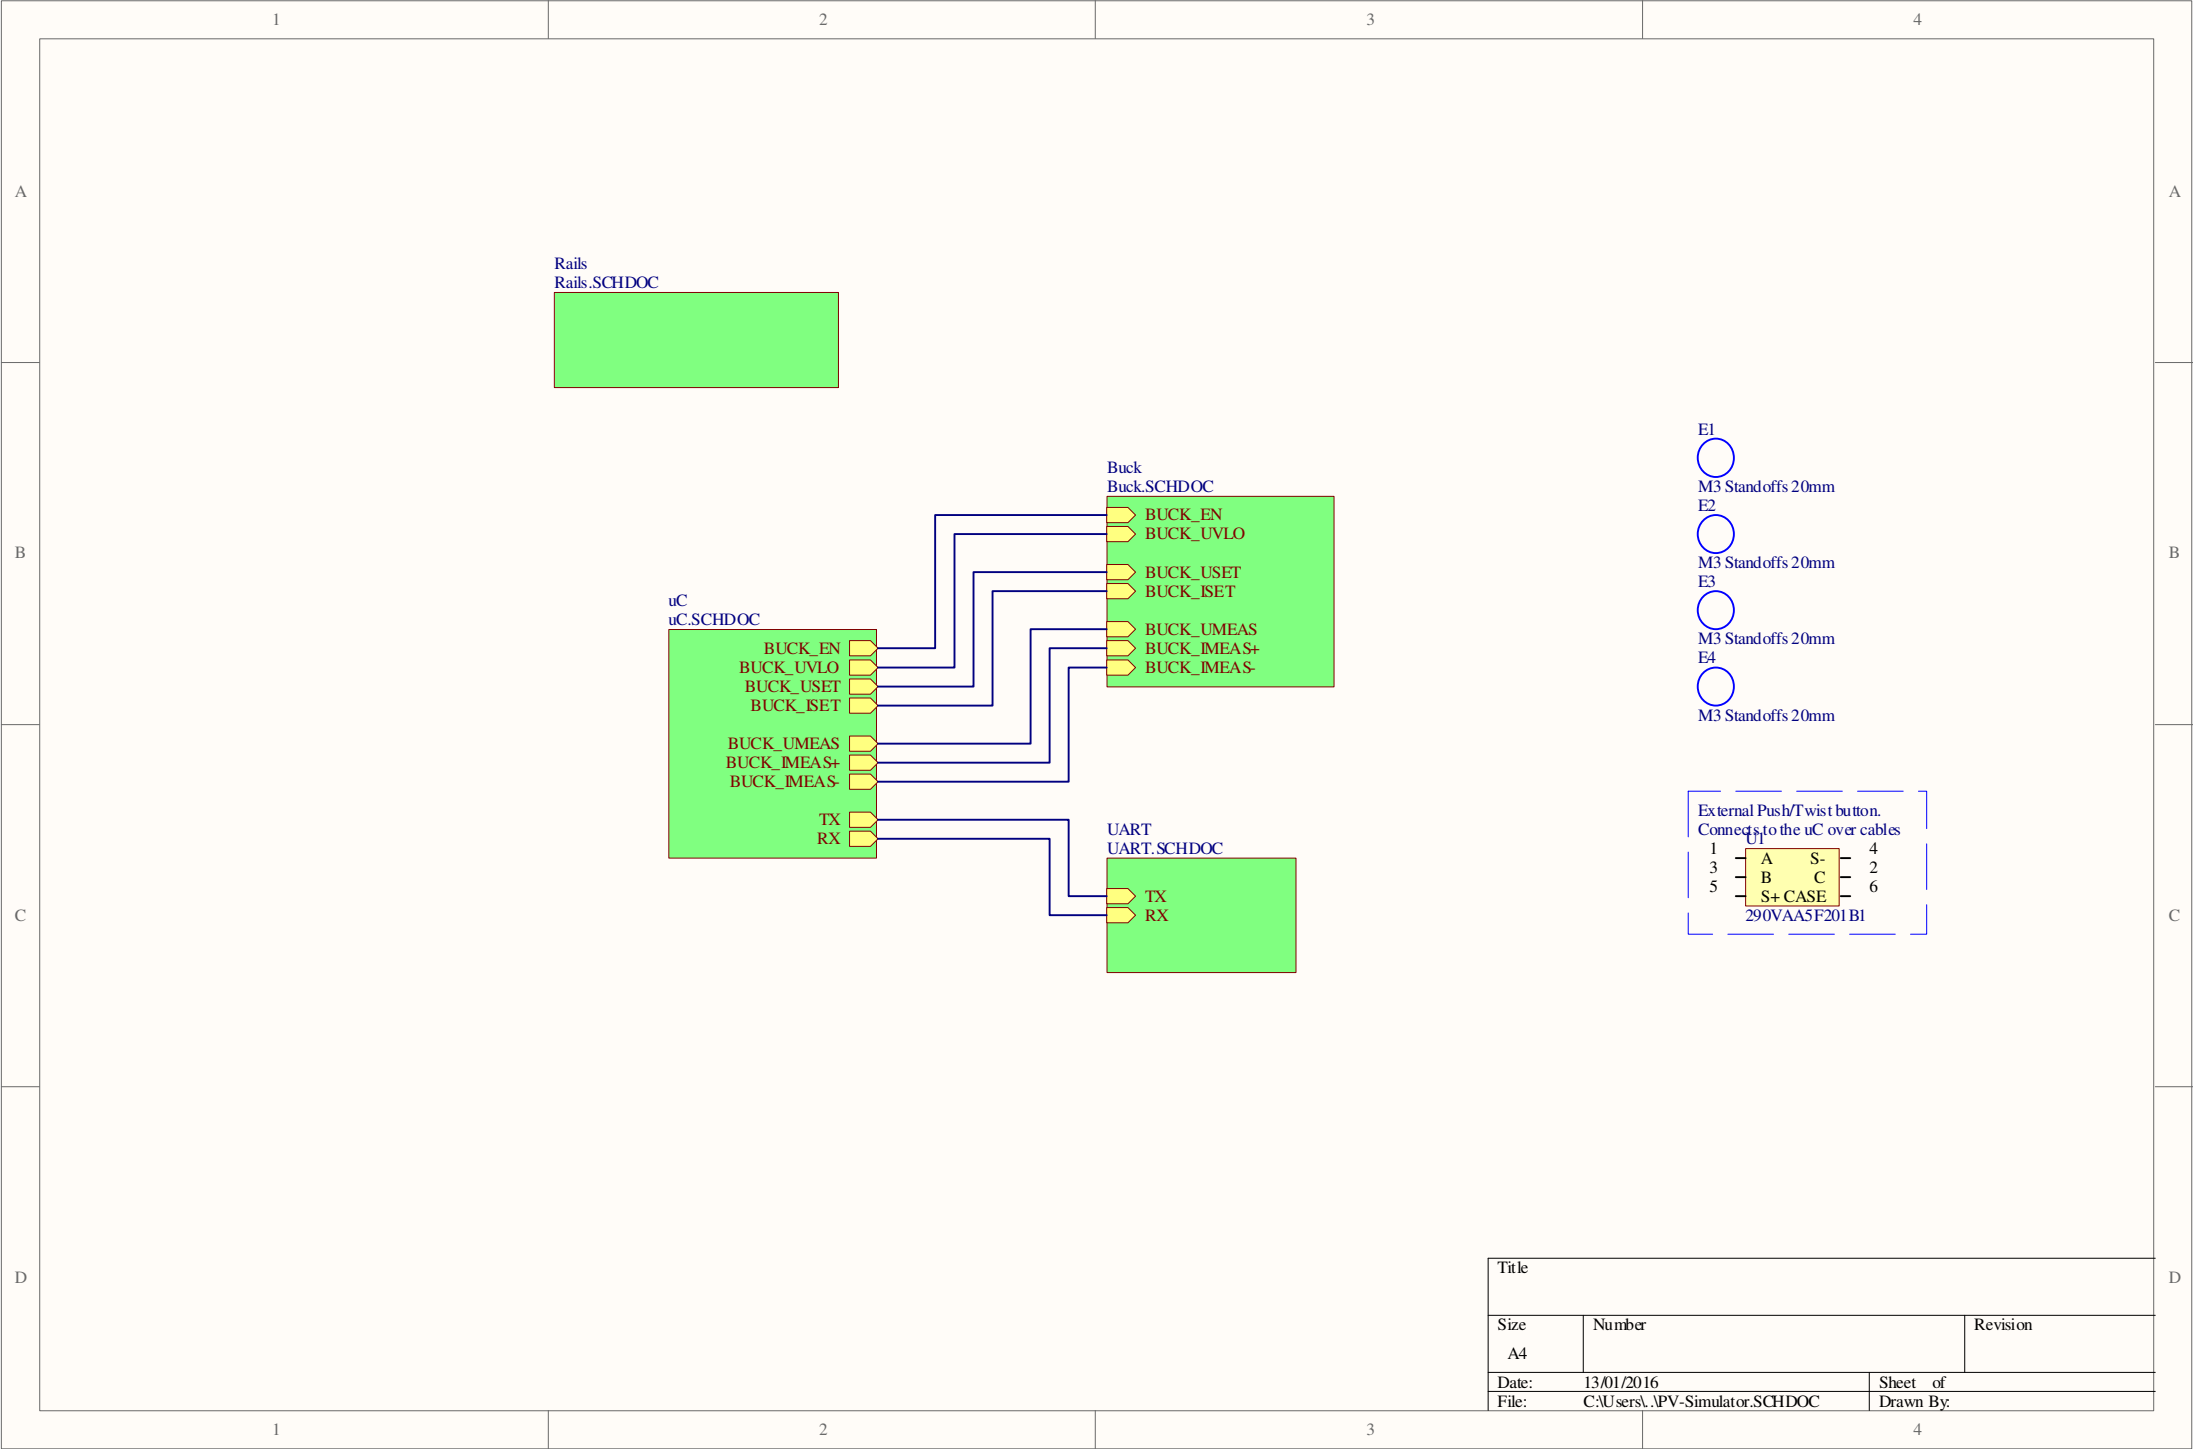 1 2 3 4
A A
Rails
Rails.SCHDOC
E1
M3 Standoffs 20mm
E2
M3 Standoffs 20mm
E3
M3 Standoffs 20mm
E4
M3 Standoffs 20mm
B B
Buck
Buck.SCHDOC
BUCK_EN
BUCK_UVLO
BUCK_USET
BUCK_ISET
BUCK_UMEAS
BUCK_IMEAS+
BUCK_IMEAS-
uC
uC.SCHDOC
BUCK_EN
BUCK_UVLO
BUCK_USET
BUCK_ISET
BUCK_UMEAS
BUCK_IMEAS+
BUCK_IMEAS-
TX
RX
UART
UART.SCHDOC
TX
RX
External Push/Twist button.
Connects to the uC over cables
U1
1 A S- 4
3 B C 2
5 S+ CASE 6
290VAA5F201B1
C C
D D
Title
Size Number Revision
A4
Date: 13/01/2016 Sheet of
File: C:\Users\..\PV-Simulator.SCHDOC Drawn By:
1 2 3 4